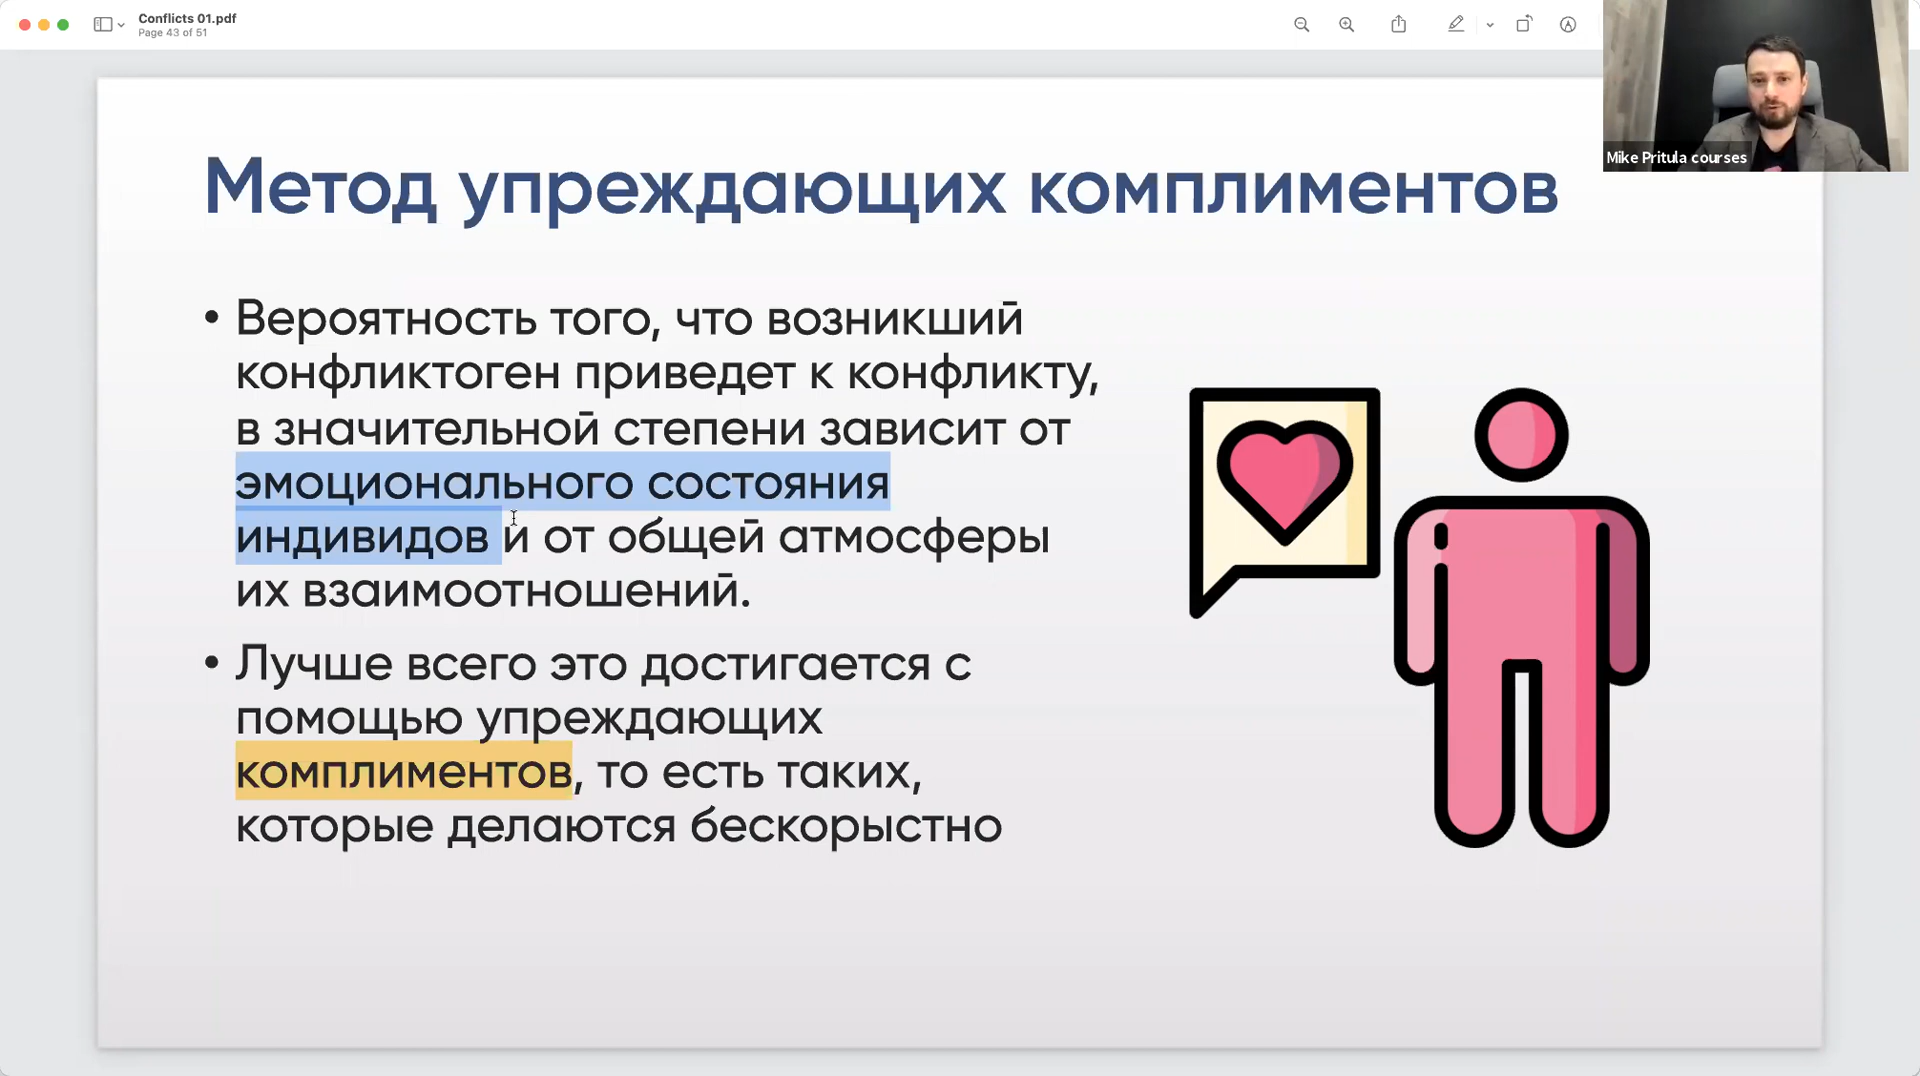 Conflicts 01.pdf
Page 43 of 51
Mike Pritula courses
Метод упреждающих комплиментов
• Вероятность того, что возникший
конфликтоген приведет к конфликту,
в значительной степени зависит от
эмоционального состояния
индивидов и от общей атмосферы
их взаимоотношений.
• Лучше всего это достигается с
помощью упреждающих
комплиментов, то есть таких,
которые делаются бескорыстно